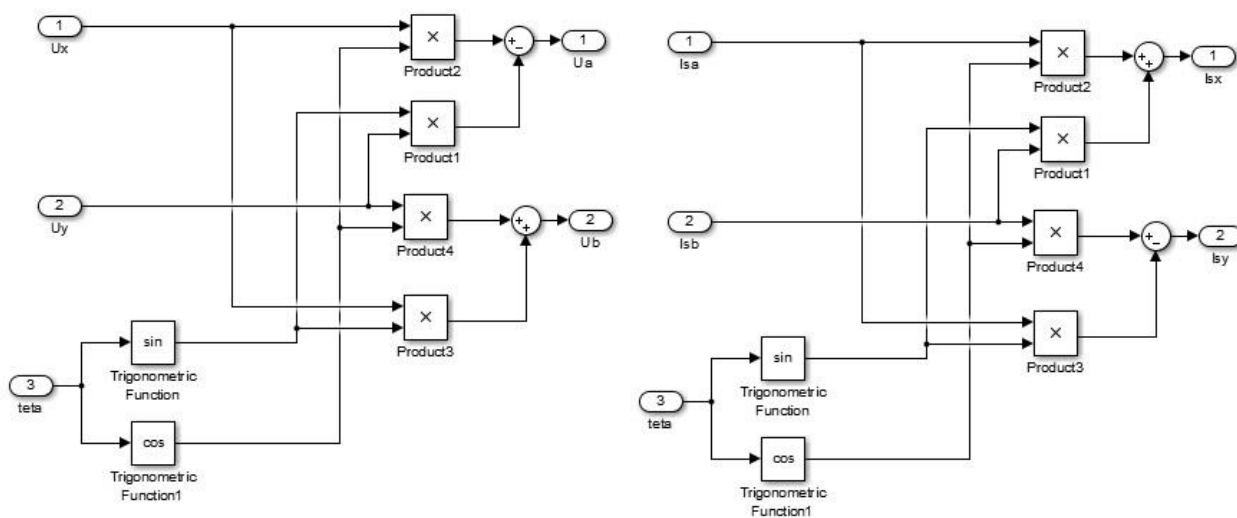 1
Ux
×
Product2
+
−
1
Ua
×
Product1
2
Uy
×
Product4
+
+
2
Ub
×
Product3
sin
Trigonometric
Function
3
teta
cos
Trigonometric
Function1
1
Isa
×
Product2
+
+
1
Isx
×
Product1
2
Isb
×
Product4
+
−
2
Isy
×
Product3
sin
Trigonometric
Function
3
teta
cos
Trigonometric
Function1